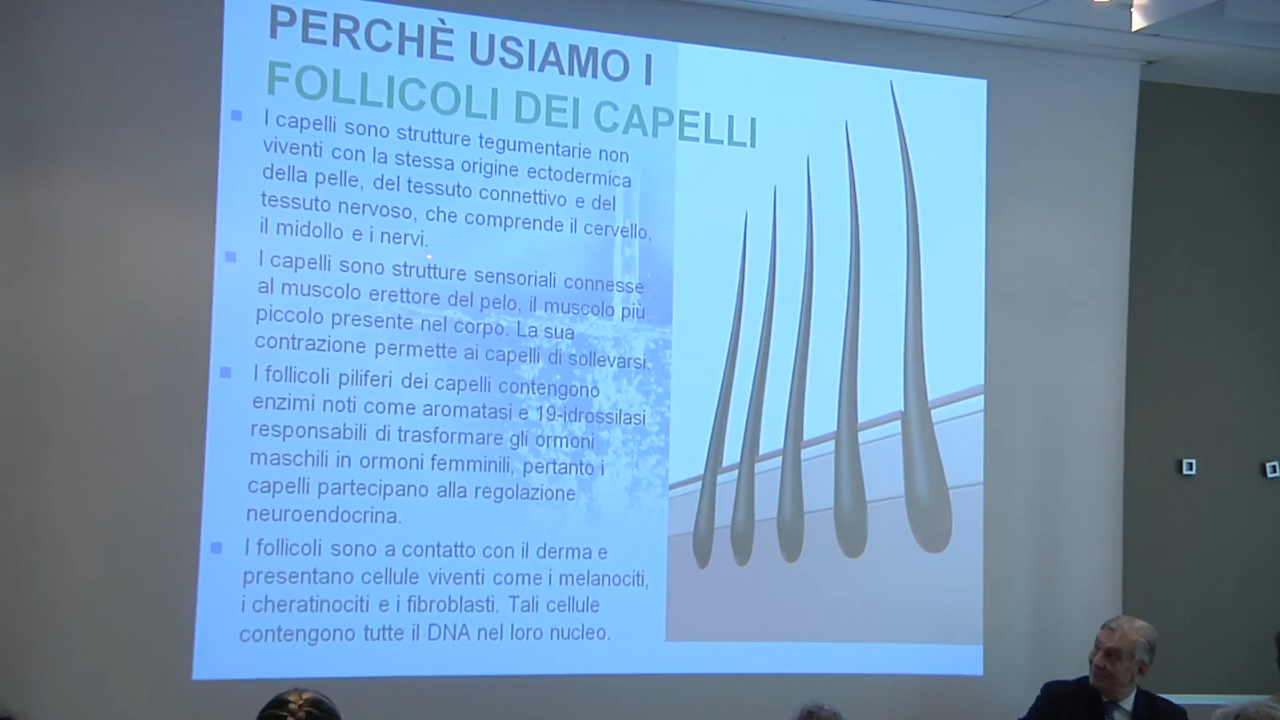 PERCHÈ USIAMO I
FOLLICOLI DEI CAPELLI
I capelli sono strutture tegumentarie non
viventi con la stessa origine ectodermica
della pelle, del tessuto connettivo e del
tessuto nervoso, che comprende il cervello,
il midollo e i nervi.
I capelli sono strutture sensoriali connesse
al muscolo erettore del pelo, il muscolo più
piccolo presente nel corpo. La sua
contrazione permette ai capelli di sollevarsi.
I follicoli piliferi dei capelli contengono
enzimi noti come aromatasi e 19-idrossilasi
responsabili di trasformare gli ormoni
maschili in ormoni femminili, pertanto i
capelli partecipano alla regolazione
neuroendocrina.
I follicoli sono a contatto con il derma e
presentano cellule viventi come i melanociti,
i cheratinociti e i fibroblasti. Tali cellule
contengono tutte il DNA nel loro nucleo.